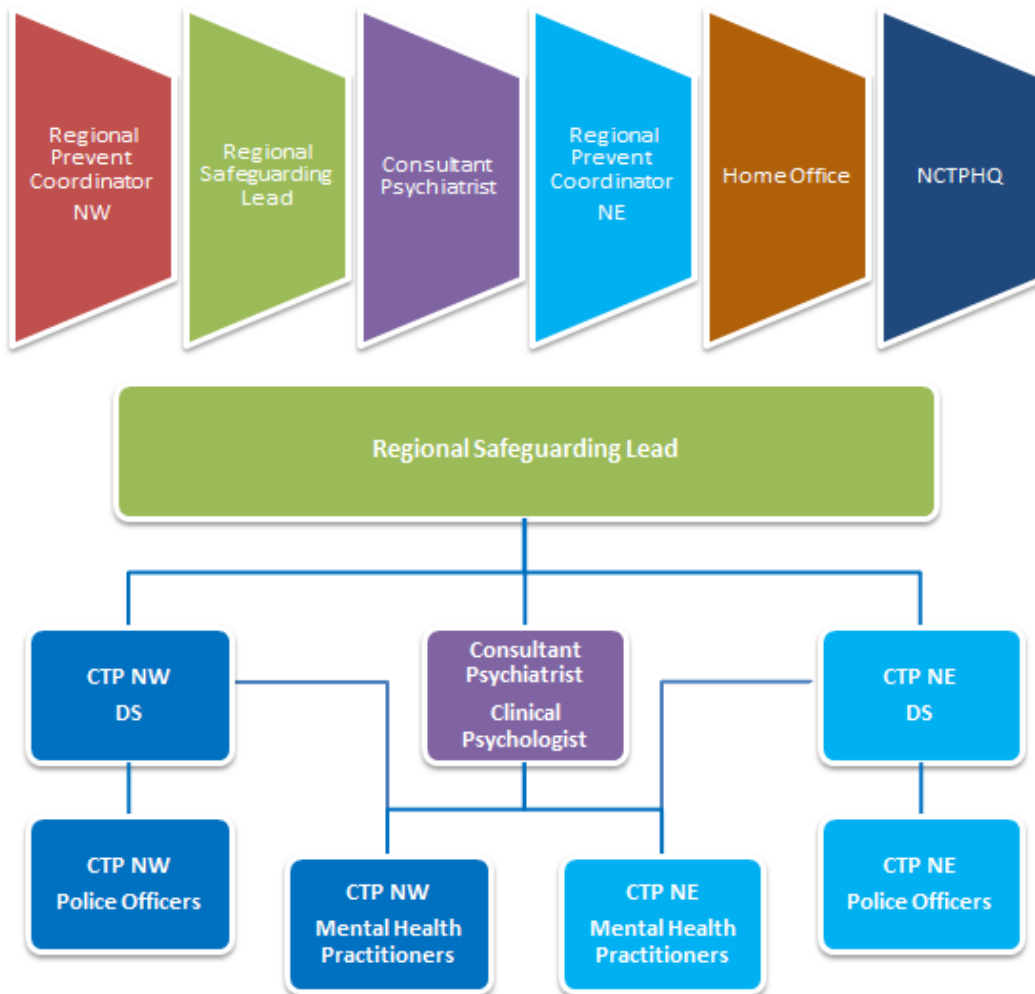 Regional
Prevent
Coordinator
NW
Regional
Safeguarding
Lead
Consultant
Psychiatrist
Regional
Prevent
Coordinator
NE
Home Office
NCTPHQ
Regional Safeguarding Lead
CTP NW
DS
Consultant
Psychiatrist
Clinical
Psychologist
CTP NE
DS
CTP NW
Police Officers
CTP NW
Mental Health
Practitioners
CTP NE
Mental Health
Practitioners
CTP NE
Police Officers